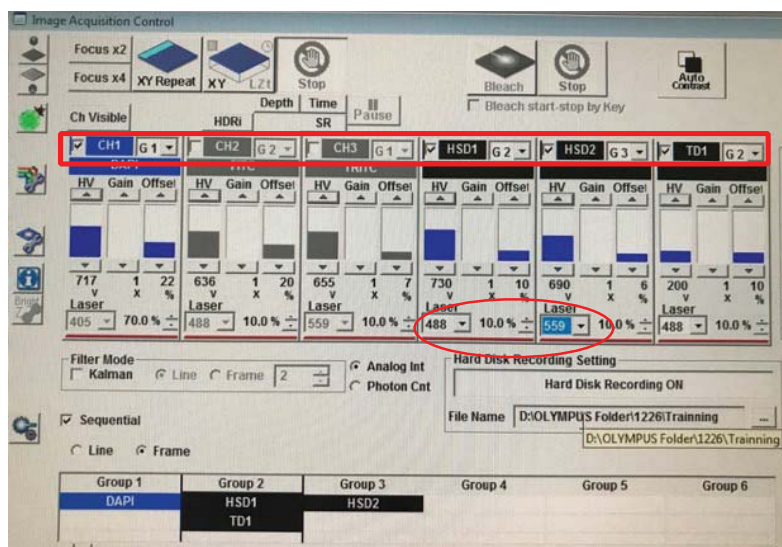 Image Acquisition Control
Focus x2
Focus x4
XY Repeat
XY
LZt
Stop
Bleach
Stop
Auto
Contrast
Bleach start-stop by Key
Ch Visible
HDRi
Depth
Time
SR
Pause
CH1 G 1 CH2 G 2 CH3 G 1 HSD1 G 2 HSD2 G 3 TD1 G 2
DAPI TRITC
HV Gain Offset HV Gain Offset HV Gain Offset HV Gain Offset HV Gain Offset HV Gain Offset
717 1 22 636 1 20 655 1 7 730 1 10 690 1 6 200 1 10
V X % V X % V X % V X % V X % V X %
Laser Laser Laser Laser Laser Laser
405 70.0 % 488 10.0 % 559 10.0 % 488 10.0 % 559 10.0 % 488 10.0 %
Bright
Z
Filter Mode
Kalman Line Frame 2
Analog Int
Photon Cnt
Hard Disk Recording Setting
Hard Disk Recording ON
File Name D:\OLYMPUS Folder\1226\Trainning ...
D:\OLYMPUS Folder\1226\Trainning
Sequential
Line Frame
Group 1 Group 2 Group 3 Group 4 Group 5 Group 6
DAPI HSD1 HSD2
TD1